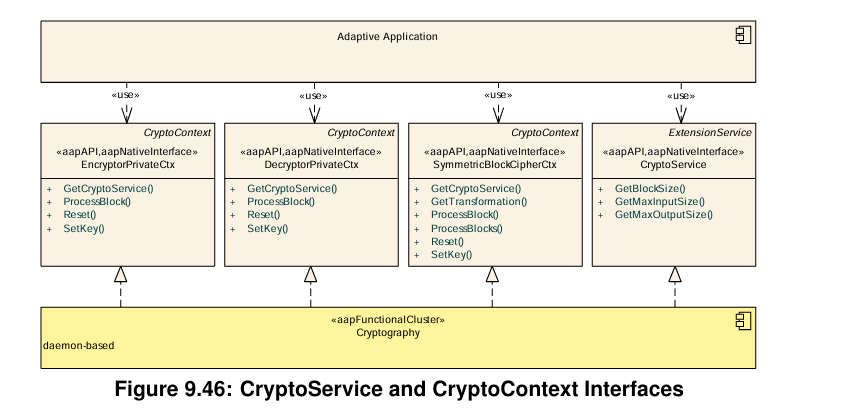 Adaptive Application
«use» «use» «use» «use»
CryptoContext
«aapAPI,aapNativeInterface»
EncryptorPrivateCtx
+ GetCryptoService()
+ ProcessBlock()
+ Reset()
+ SetKey()
CryptoContext
«aapAPI,aapNativeInterface»
DecryptorPrivateCtx
+ GetCryptoService()
+ ProcessBlock()
+ Reset()
+ SetKey()
CryptoContext
«aapAPI,aapNativeInterface»
SymmetricBlockCipherCtx
+ GetCryptoService()
+ GetTransformation()
+ ProcessBlock()
+ ProcessBlocks()
+ Reset()
+ SetKey()
ExtensionService
«aapAPI,aapNativeInterface»
CryptoService
+ GetBlockSize()
+ GetMaxInputSize()
+ GetMaxOutputSize()
«aapFunctionalCluster»
Cryptography
daemon-based
Figure 9.46: CryptoService and CryptoContext Interfaces